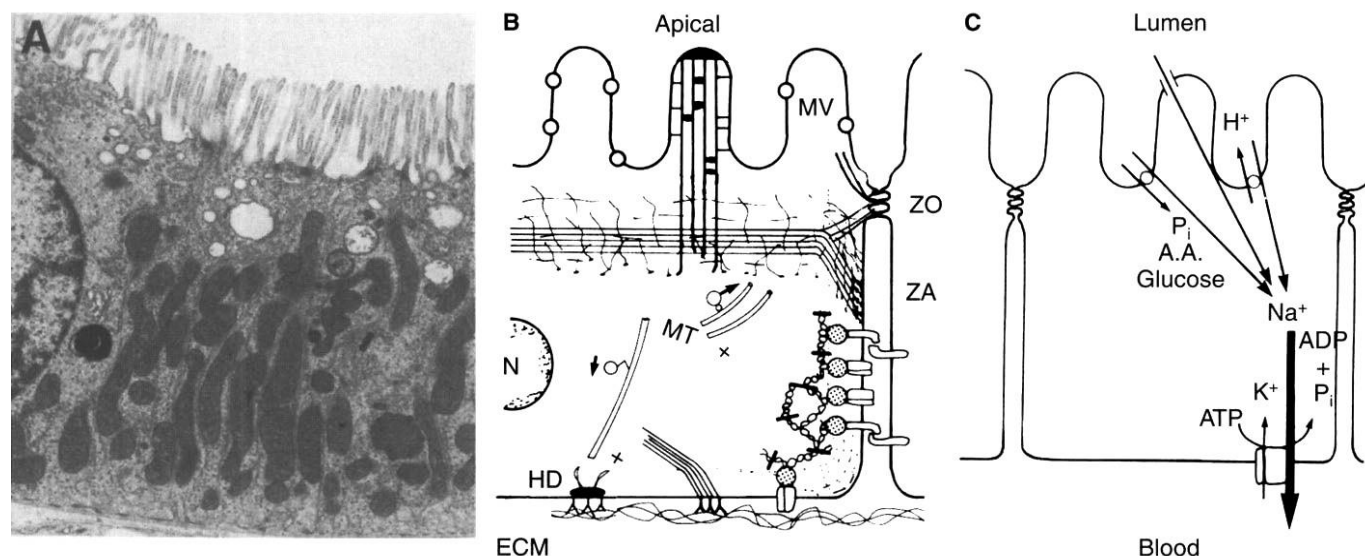 A
B
Apical
MV
ZO
ZA
MT
+
N
+
HD
ECM
C
Lumen
H+
Pi
A.A.
Glucose
Na+
ADP
+
Pi
K+
ATP
Blood